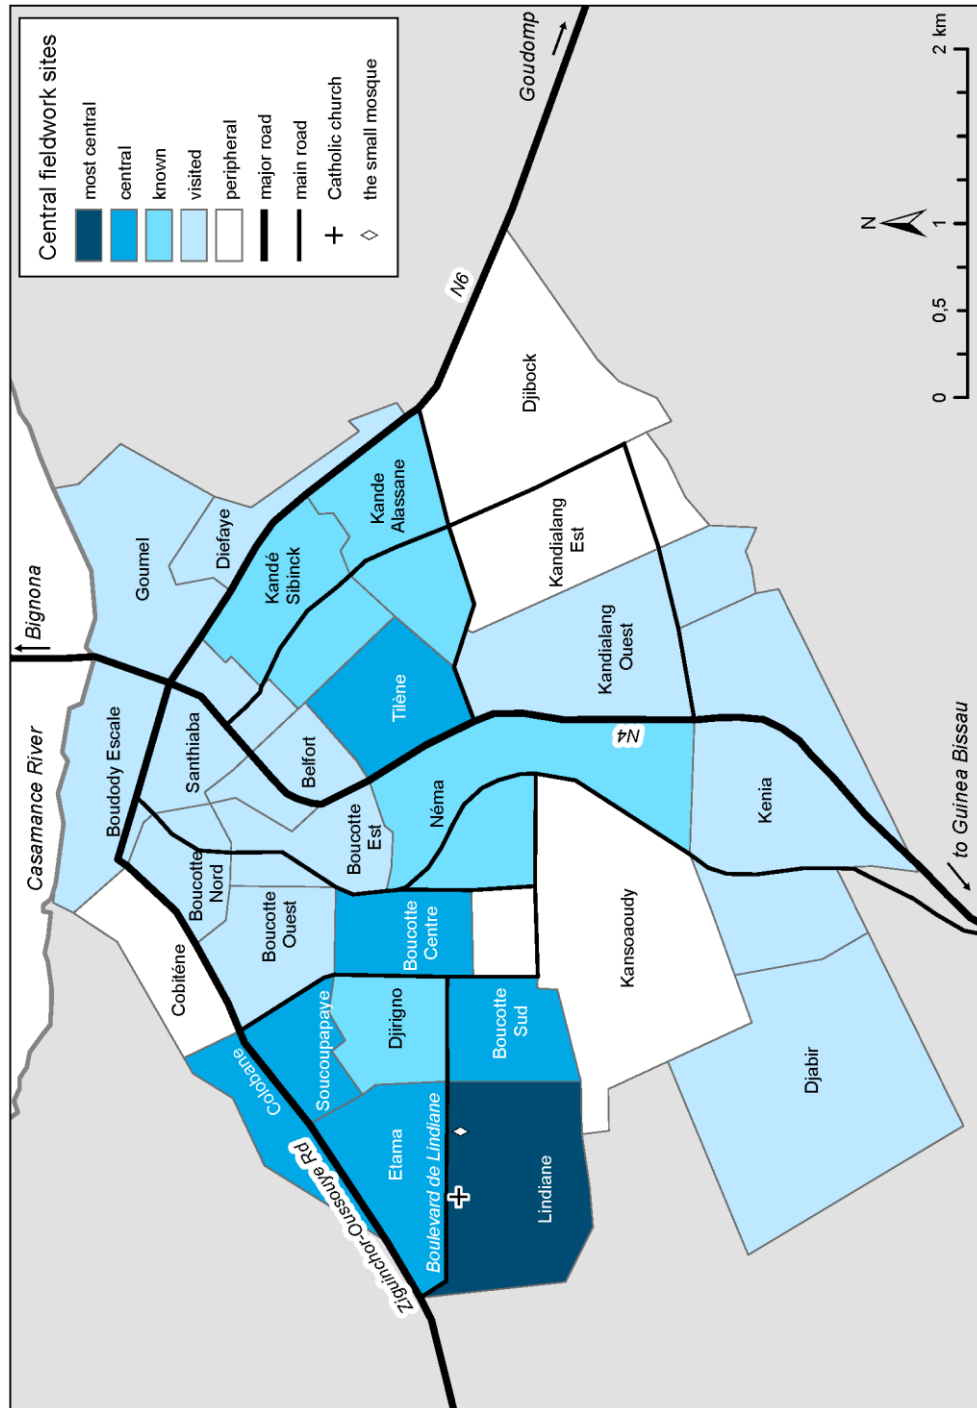 Central fieldwork sites
most central
central
known
visited
peripheral
major road
main road
Catholic church
the small mosque
Casamance River
Bignona
Goudomp
N6
Goumel
Diefaye
Boudody Escale
Santhiaba
Kandé
Sibinck
Kande
Alassane
Djibock
Kandialang
Est
Kandialang
Ouest
Tilène
Belfort
Boucotte
Est
Boucotte
Nord
Boucotte
Ouest
Cobiténe
Colobane
Soucoupapaye
Djirigno
Boucotte
Centre
Néma
N4
Kenia
Kansoaoudy
Boucotte
Sud
Etama
Boulevard de Lindiane
Ziguinchor-Oussouye Rd
Lindiane
Djabir
to Guinea Bissau
N
0
0,5
1
2 km